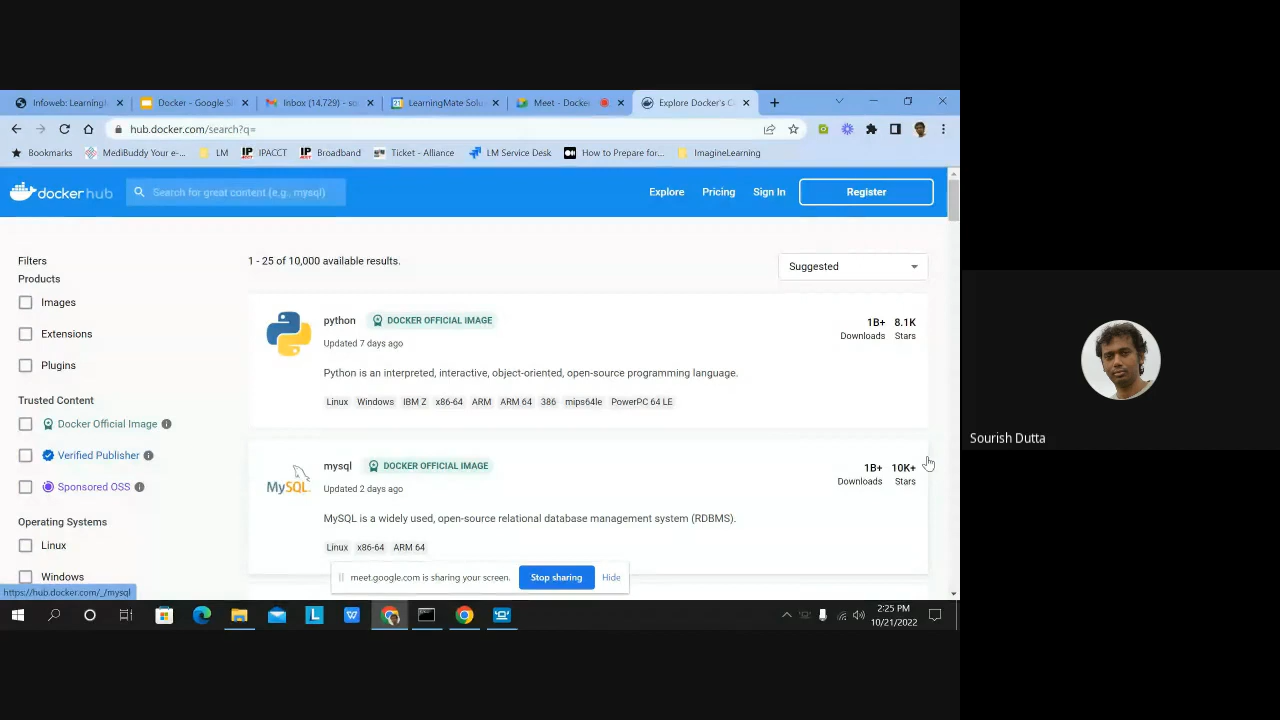 Infoweb: Learning
Docker - Google S
Inbox (14,729) - so
LearningMate Solu
Meet - Docker
Explore Docker's C
hub.docker.com/search?q=
Bookmarks
MediBuddy Your e-...
LM
IPACCT
Broadband
Ticket - Alliance
LM Service Desk
How to Prepare for...
ImagineLearning
docker hub
Search for great content (e.g., mysql)
Explore
Pricing
Sign In
Register
Filters
Products
Images
Extensions
Plugins
Trusted Content
Docker Official Image
Verified Publisher
Sponsored OSS
Operating Systems
Linux
Windows
1 - 25 of 10,000 available results.
Suggested
python DOCKER OFFICIAL IMAGE
Updated 7 days ago
1B+ 8.1K
Downloads Stars
Python is an interpreted, interactive, object-oriented, open-source programming language.
Linux Windows IBM Z x86-64 ARM ARM 64 386 mips64le PowerPC 64 LE
MySQL
mysql DOCKER OFFICIAL IMAGE
Updated 2 days ago
1B+ 10K+
Downloads Stars
MySQL is a widely used, open-source relational database management system (RDBMS).
Linux x86-64 ARM 64
meet.google.com is sharing your screen. Stop sharing Hide
https://hub.docker.com/_/mysql
2:25 PM
10/21/2022
Sourish Dutta